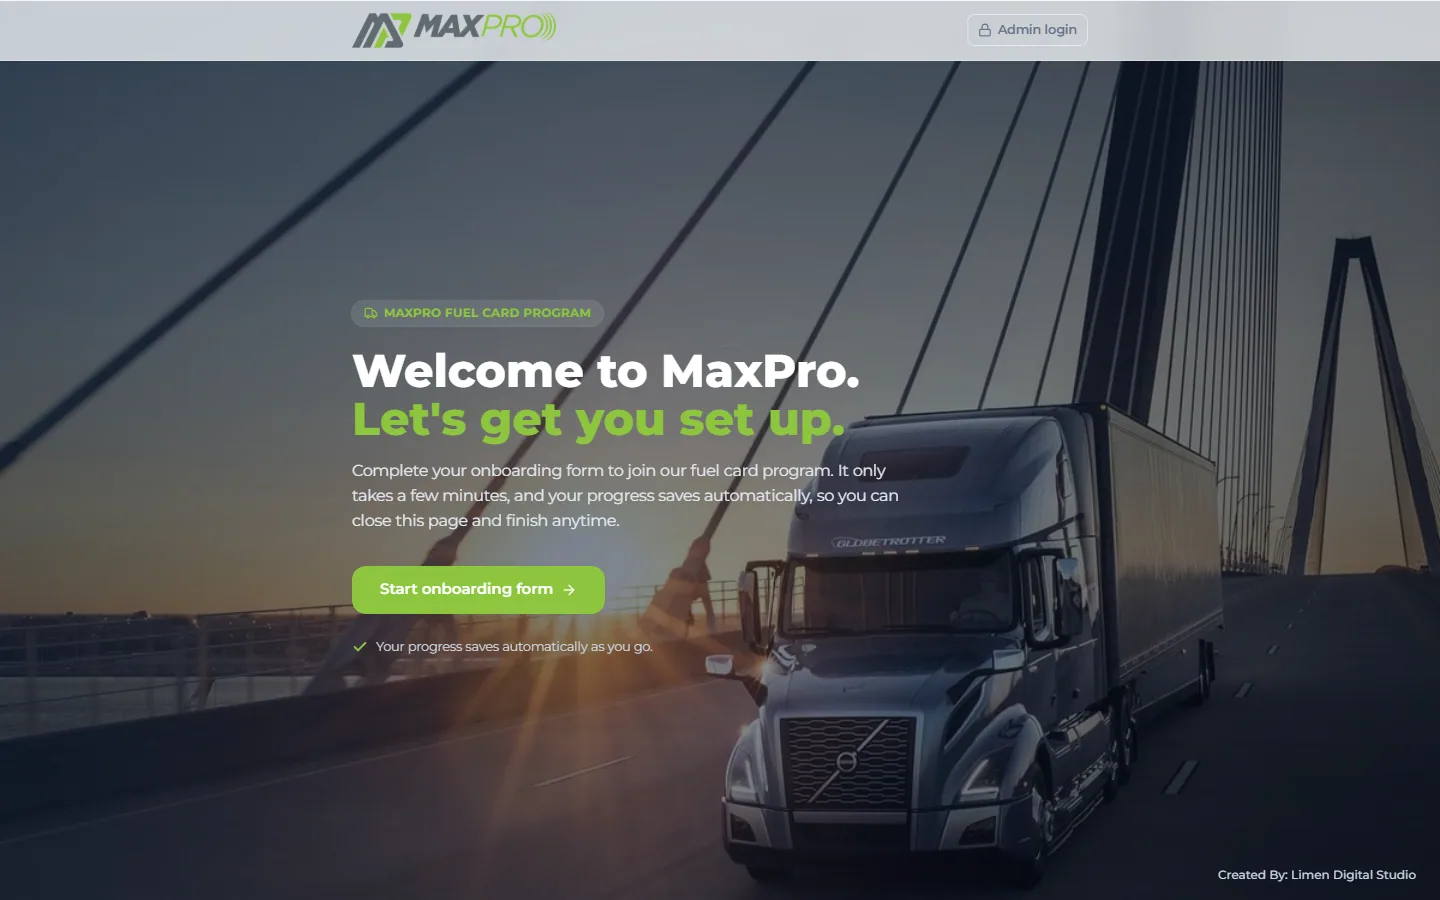 MAXPRO
Admin login
MAXPRO FUEL CARD PROGRAM
Welcome to MaxPro.
Let's get you set up.
Complete your onboarding form to join our fuel card program. It only
takes a few minutes, and your progress saves automatically, so you can
close this page and finish anytime.
GLOBETROTTER
Start onboarding form
Your progress saves automatically as you go.
Created By: Limen Digital Studio